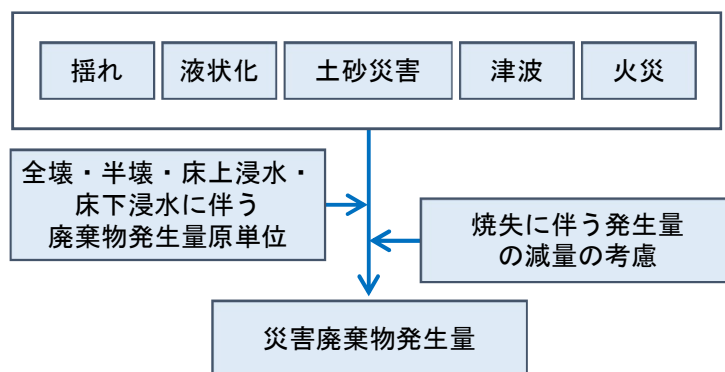 揺れ
液状化
土砂災害
津波
火災
全壊・半壊・床上浸水・
床下浸水に伴う
廃棄物発生量原単位
焼失に伴う発生量
の減量の考慮
災害廃棄物発生量